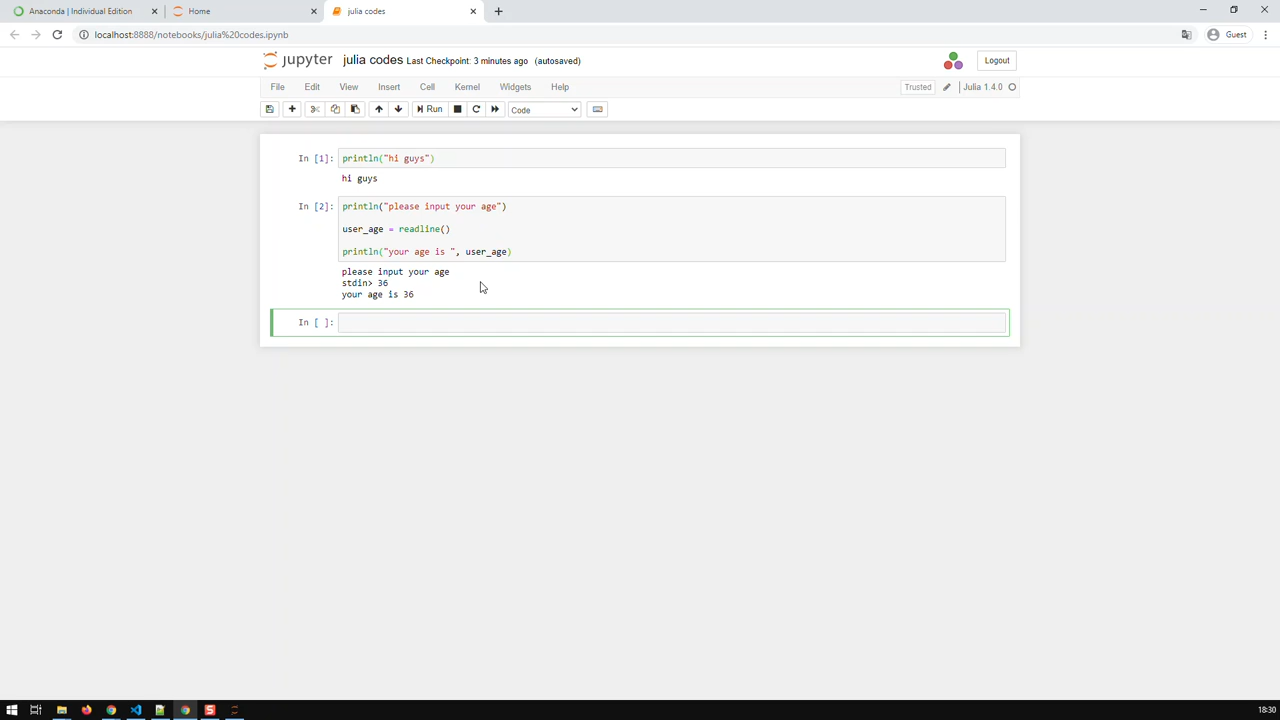 Anaconda | Individual Edition
Home
julia codes
localhost:8888/notebooks/julia%20codes.ipynb
Guest
jupyter julia codes Last Checkpoint: 3 minutes ago (autosaved)
Logout
File Edit View Insert Cell Kernel Widgets Help
Trusted
Julia 1.4.0
Run
Code
In [1]: println("hi guys")
hi guys
In [2]: println("please input your age")
user_age = readline()
println("your age is ", user_age)
please input your age
stdin> 36
your age is 36
In [ ]:
18:30